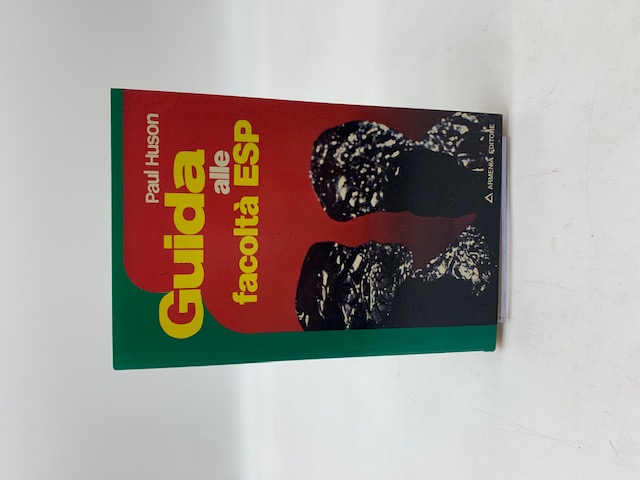 Paul Huson
Guida
alle
facoltà ESP
ARMENIA EDITORE